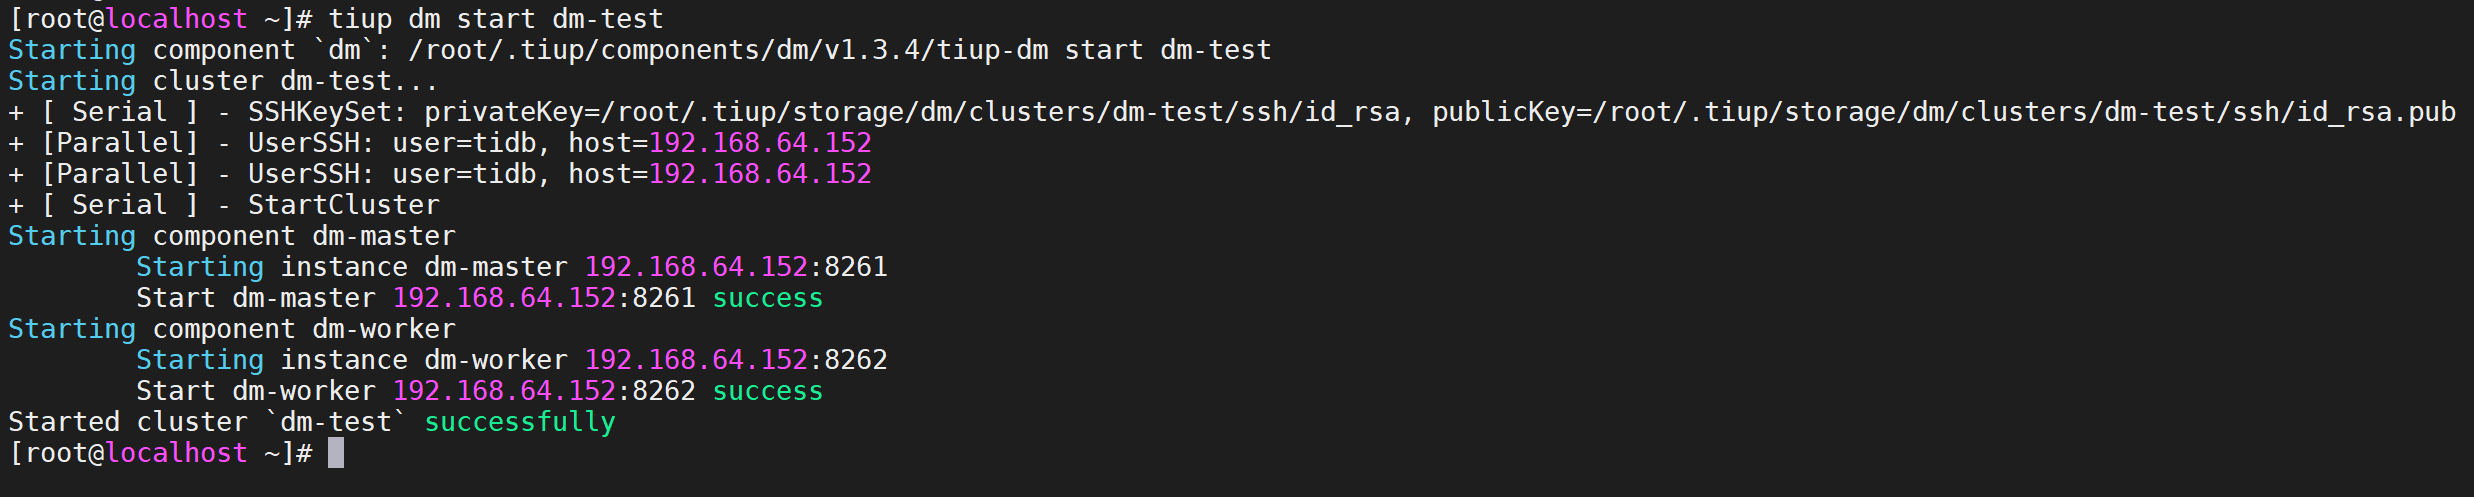 [root@localhost ~]# tiup dm start dm-test
Starting component `dm`: /root/.tiup/components/dm/v1.3.4/tiup-dm start dm-test
Starting cluster dm-test...
+ [ Serial ] - SSHKeySet: privateKey=/root/.tiup/storage/dm/clusters/dm-test/ssh/id_rsa, publicKey=/root/.tiup/storage/dm/clusters/dm-test/ssh/id_rsa.pub
+ [Parallel] - UserSSH: user=tidb, host=192.168.64.152
+ [Parallel] - UserSSH: user=tidb, host=192.168.64.152
+ [ Serial ] - StartCluster
Starting component dm-master
        Starting instance dm-master 192.168.64.152:8261
        Start dm-master 192.168.64.152:8261 success
Starting component dm-worker
        Starting instance dm-worker 192.168.64.152:8262
        Start dm-worker 192.168.64.152:8262 success
Started cluster `dm-test` successfully
[root@localhost ~]#